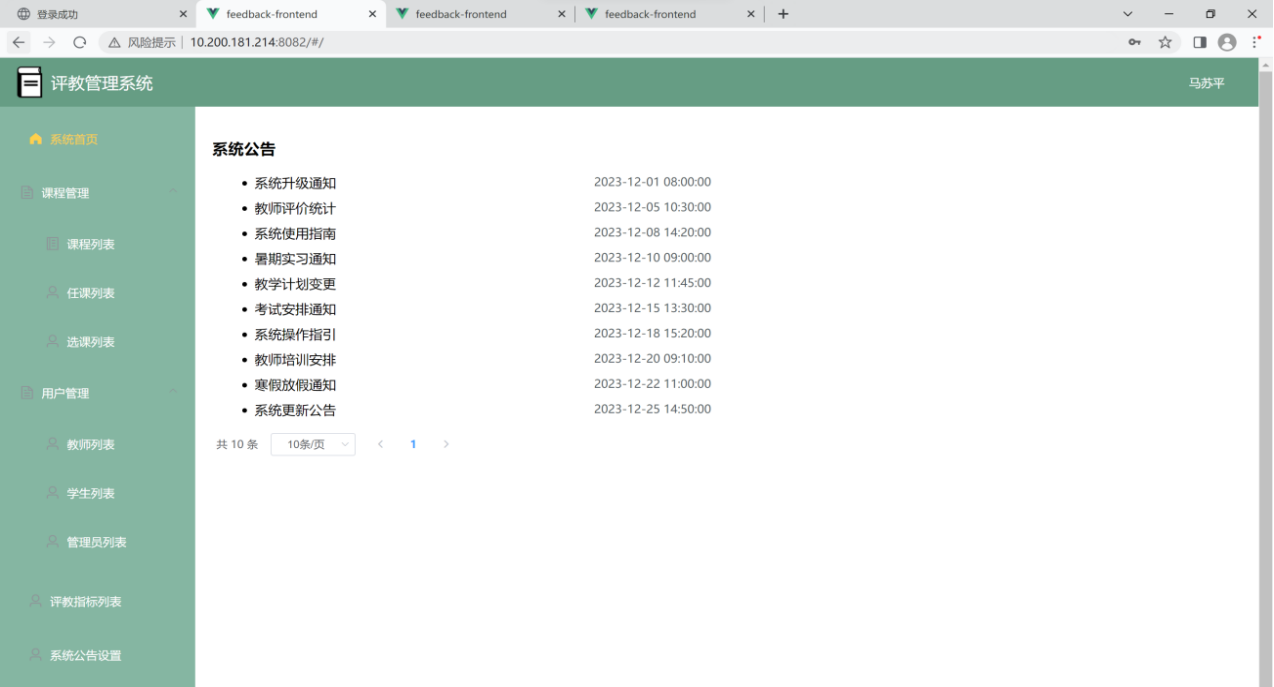 登录成功
feedback-frontend
feedback-frontend
feedback-frontend
风险提示
10.200.181.214:8082/#/
评教管理系统
马苏平
系统首页
课程管理
课程列表
任课列表
选课列表
用户管理
教师列表
学生列表
管理员列表
评教指标列表
系统公告设置
系统公告
系统升级通知 2023-12-01 08:00:00
教师评价统计 2023-12-05 10:30:00
系统使用指南 2023-12-08 14:20:00
暑期实习通知 2023-12-10 09:00:00
教学计划变更 2023-12-12 11:45:00
考试安排通知 2023-12-15 13:30:00
系统操作指引 2023-12-18 15:20:00
教师培训安排 2023-12-20 09:10:00
寒假放假通知 2023-12-22 11:00:00
系统更新公告 2023-12-25 14:50:00
共 10 条 10条/页 1